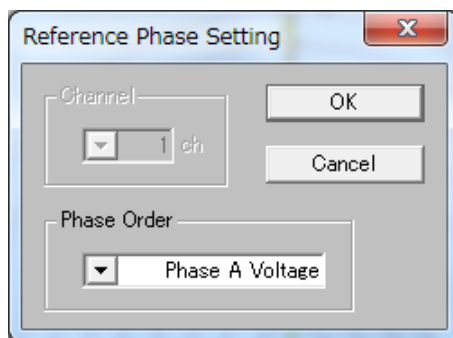 Reference Phase Setting
Channel
1 ch
OK
Cancel
Phase Order
Phase A Voltage